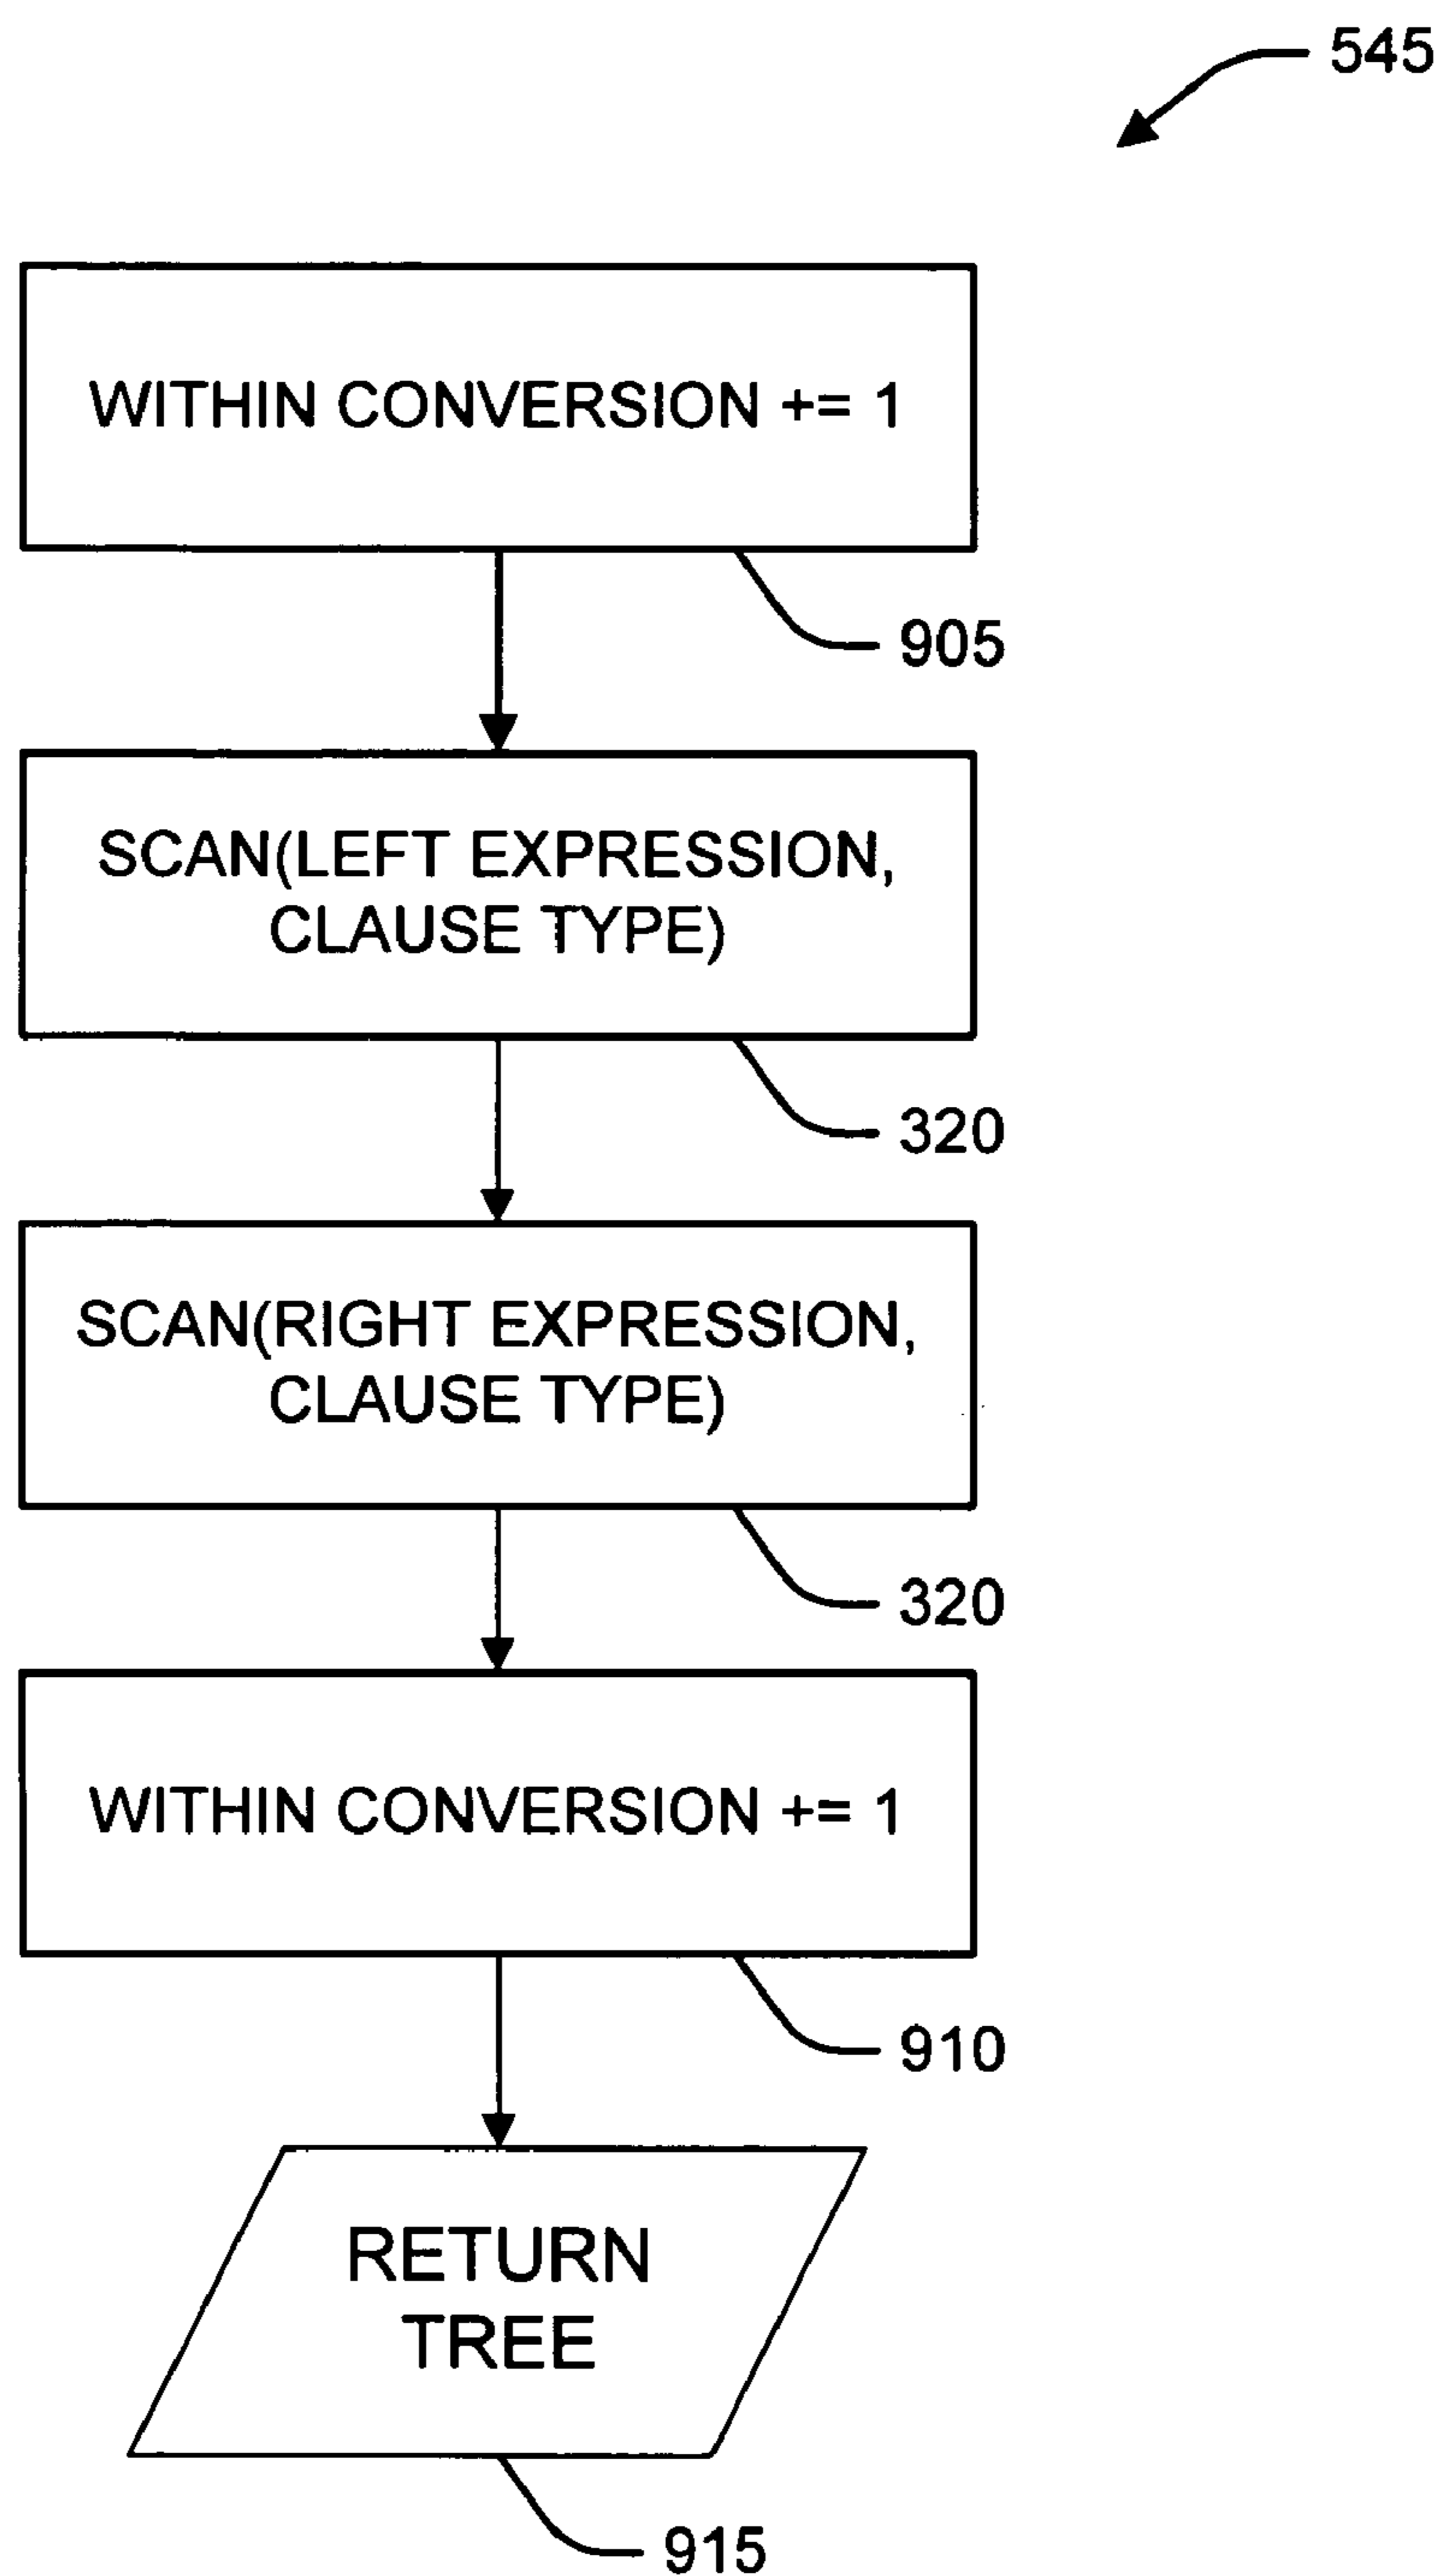 545
WITHIN CONVERSION += 1
905
SCAN(LEFT EXPRESSION,
CLAUSE TYPE)
320
SCAN(RIGHT EXPRESSION,
CLAUSE TYPE)
320
WITHIN CONVERSION += 1
910
RETURN
TREE
915